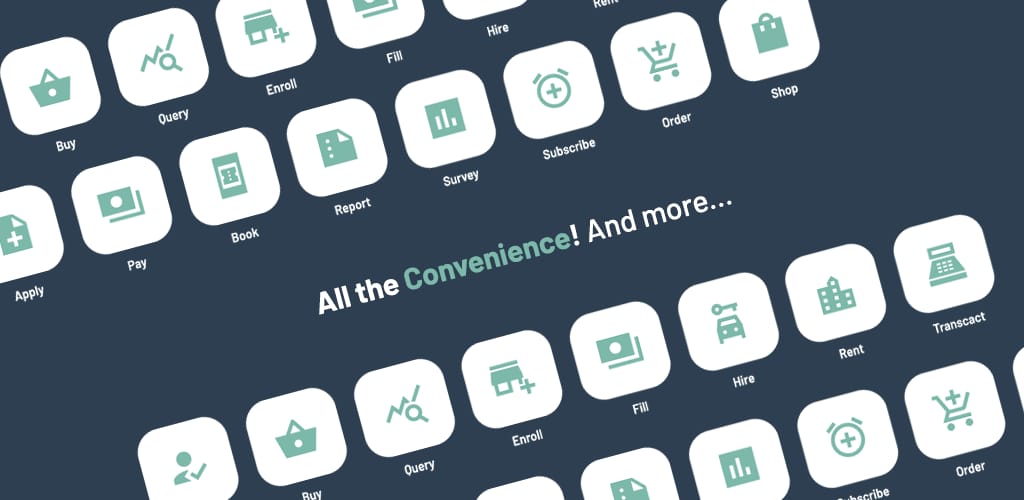 Buy
Query
Enroll
Fill
Hire
Rent
Apply
Pay
Book
Report
Survey
Subscribe
Order
Shop
All the Convenience! And more...
Buy
Query
Enroll
Fill
Hire
Rent
Transcact
Subscribe
Order